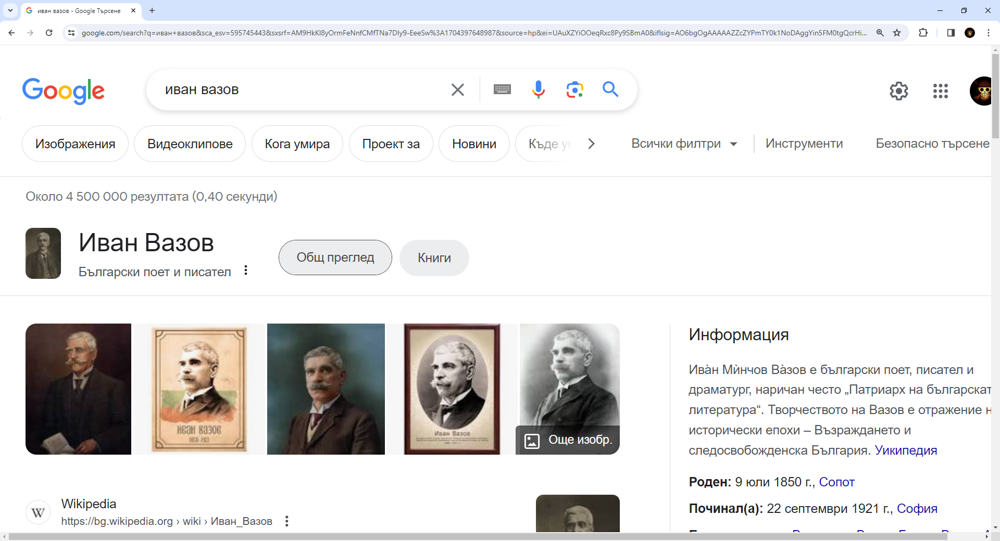 иван вазов - Google Търсене
google.com/search?q=иван+вазов&sca_esv=595745443&sxsrf=AM9HkKl8yOrmFeNnfCMfTNa7Dly9-EeeSw%3A1704397648987&source=hp&ei=UAuXZYiOOeqRxc8Py9SBmA0&iflsig=AO6bgOgAAAAAZZcZYPmTY0k1NoDAggYin5FM0tgQcrHi...
Google
иван вазов
Изображения
Видеоклипове
Кога умира
Проект за
Новини
Къде ум
Всички филтри
Инструменти
Безопасно търсене
Около 4 500 000 резултата (0,40 секунди)
Иван Вазов
Български поет и писател
Общ преглед
Книги
ИВАН ВАЗОВ
Иван Вазов
Още изобр.
Информация
Ива̀н Мѝнчов Ва̀зов е български поет, писател и
драматург, наричан често „Патриарх на българскат
литература“. Творчеството на Вазов е отражение н
исторически епохи – Възраждането и
следосвобожденска България. Уикипедия
Роден: 9 юли 1850 г., Сопот
Починал(а): 22 септември 1921 г., София
W
Wikipedia
https://bg.wikipedia.org › wiki › Иван_Вазов